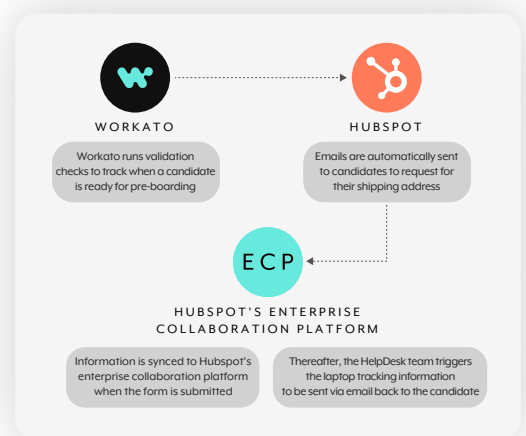 WORKATO
Workato runs validation
checks to track when a candidate
is ready for pre-boarding
HUBSPOT
Emails are automatically sent
to candidates to request for
their shipping address
ECP
HUBSPOT'S ENTERPRISE
COLLABORATION PLATFORM
Information is synced to Hubspot's
enterprise collaboration platform
when the form is submitted
Thereafter, the HelpDesk team triggers
the laptop tracking information
to be sent via email back to the candidate